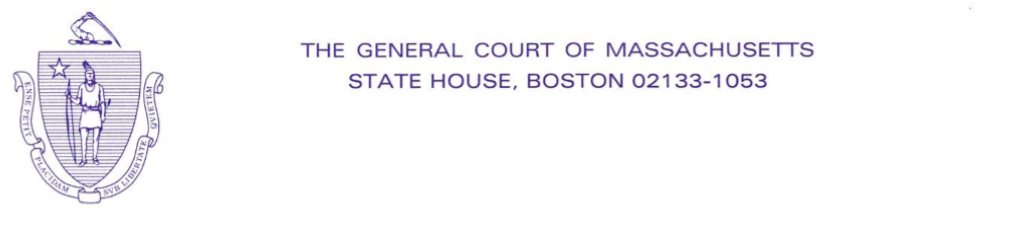 THE GENERAL COURT OF MASSACHUSETTS
STATE HOUSE, BOSTON 02133-1053
ENSE PETIT
PLACIDAM
SVB LIBERTATE
QVIETEM